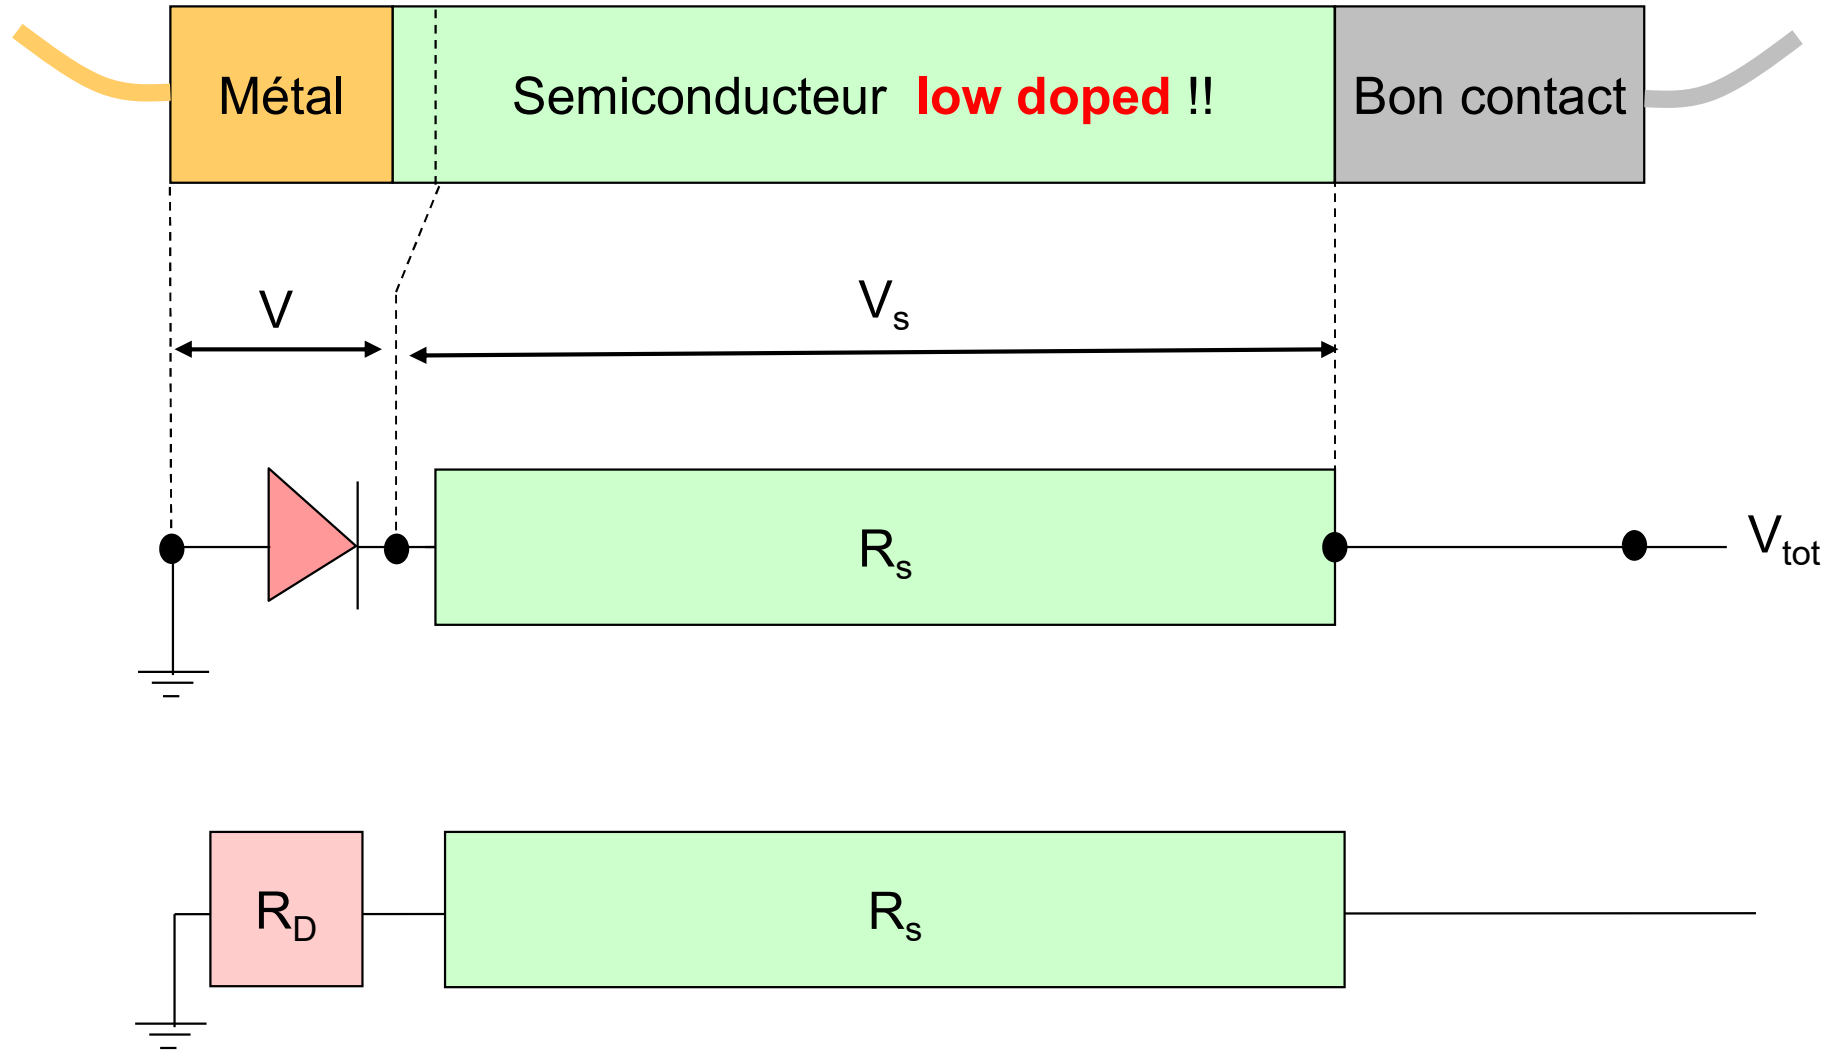 Métal
Semiconducteur low doped !!
Bon contact
V
Vs
Rs
Vtot
RD
Rs